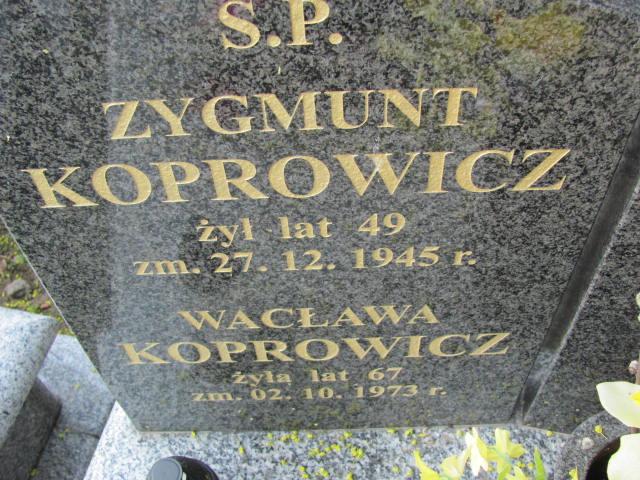 S.P.
ZYGMUNT
KOPROWICZ
żył lat 49
zm. 27. 12. 1945 r.
WACŁAWA
KOPROWICZ
żyła lat 67
zm. 02. 10. 1973 r.